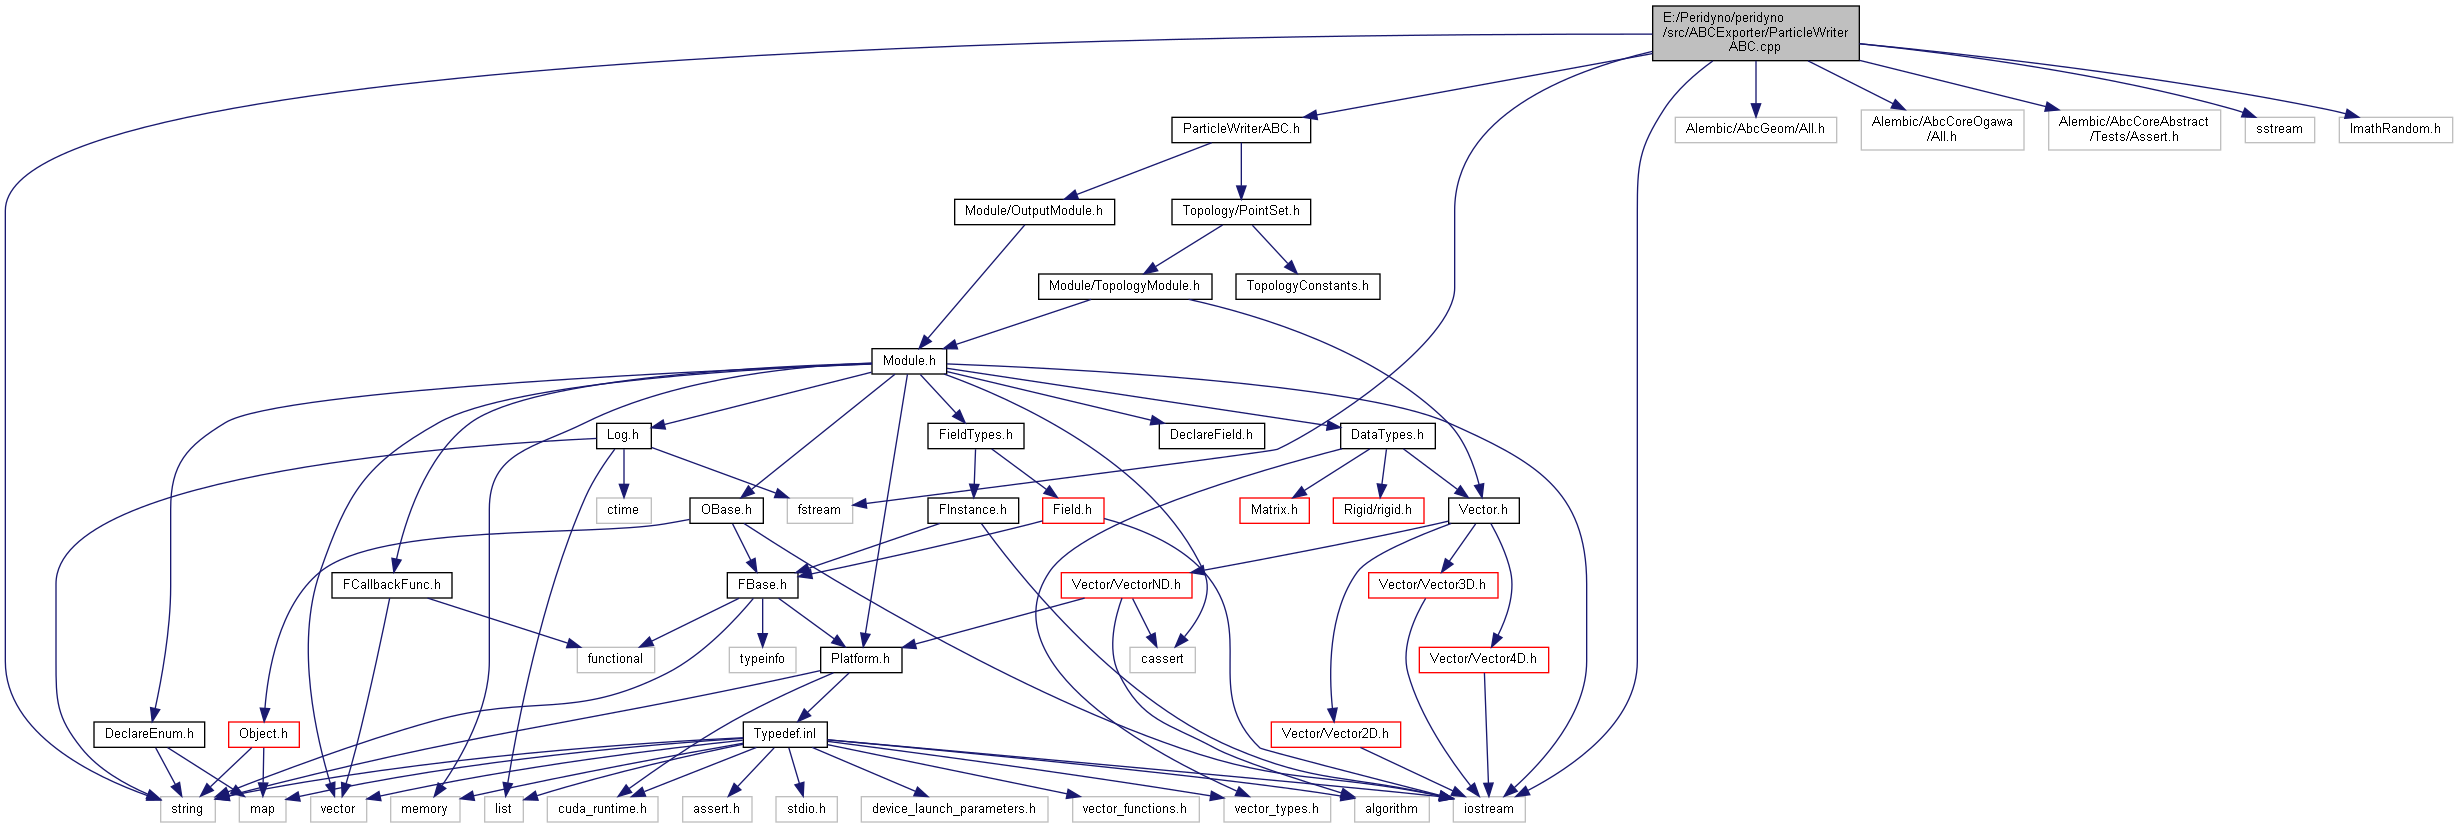 E:/Peridyno/peridyno
/src/ABCExporter/ParticleWriter
ABC.cpp
ParticleWriterABC.h
Alembic/AbcGeom/All.h
Alembic/AbcCoreOgawa
/All.h
Alembic/AbcCoreAbstract
/Tests/Assert.h
sstream
ImathRandom.h
Module/OutputModule.h
Topology/PointSet.h
Module/TopologyModule.h
TopologyConstants.h
Module.h
Log.h
FieldTypes.h
DeclareField.h
DataTypes.h
ctime
OBase.h
fstream
FInstance.h
Field.h
Matrix.h
Rigid/rigid.h
Vector.h
FCallbackFunc.h
FBase.h
Vector/VectorND.h
Vector/Vector3D.h
functional
typeinfo
Platform.h
cassert
Vector/Vector4D.h
DeclareEnum.h
Object.h
Typedef.inl
Vector/Vector2D.h
string
map
vector
memory
list
cuda_runtime.h
assert.h
stdio.h
device_launch_parameters.h
vector_functions.h
vector_types.h
algorithm
iostream